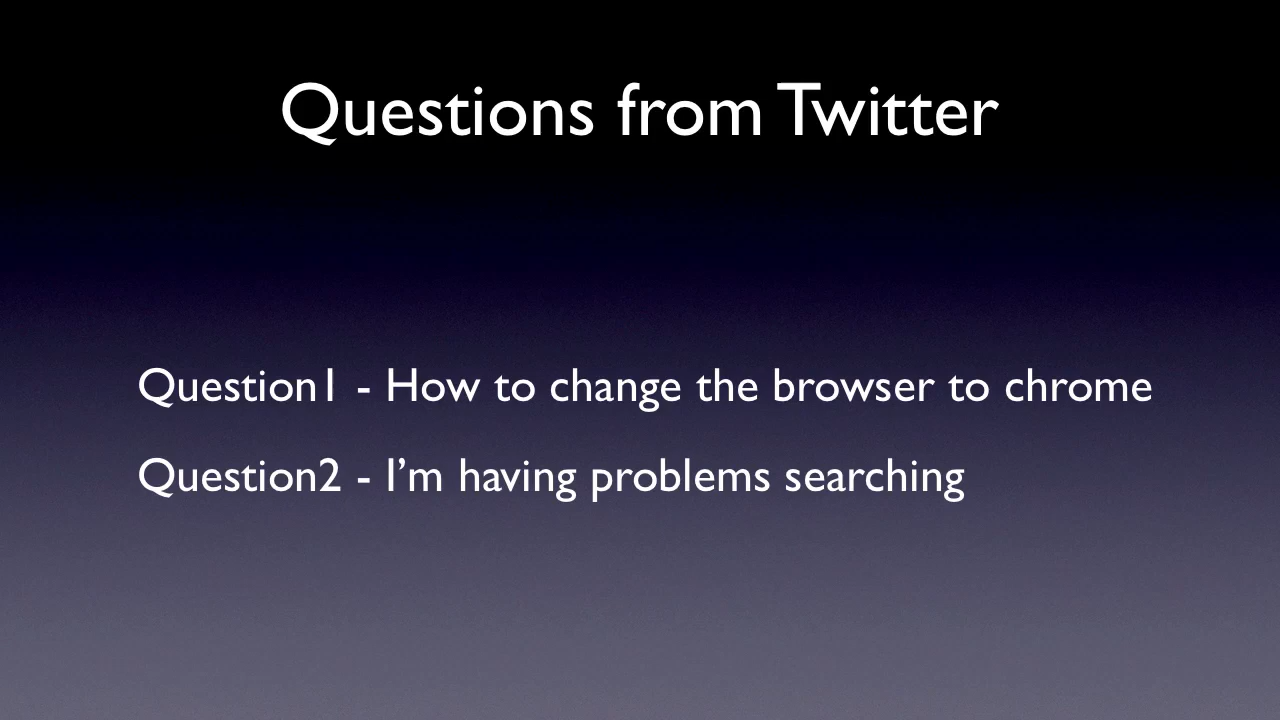 Questions from Twitter
Question1 - How to change the browser to chrome
Question2 - I’m having problems searching